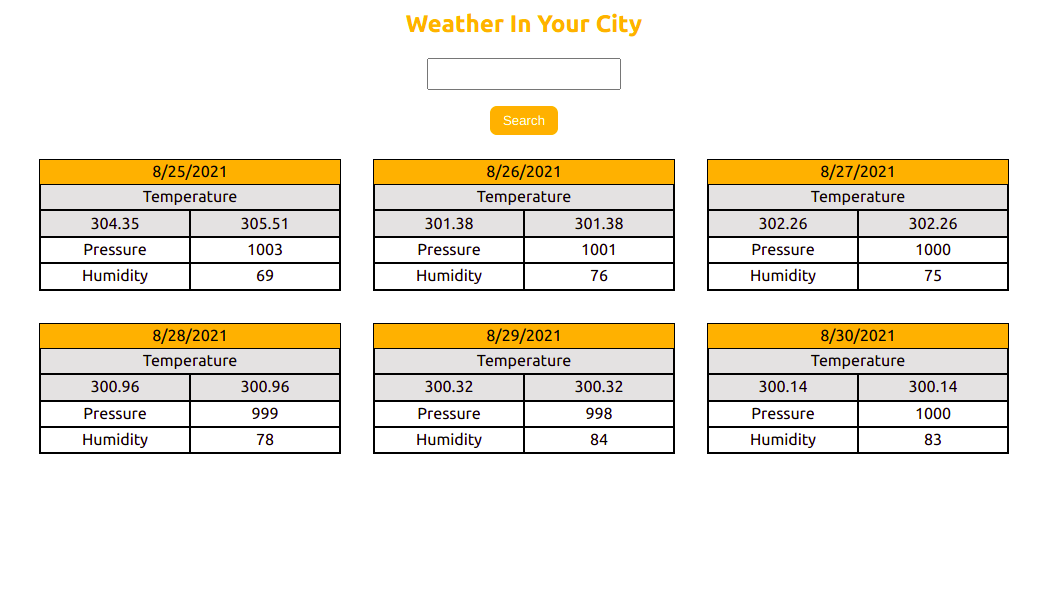 Weather In Your City
Search
8/25/2021
Temperature
304.35 305.51
Pressure 1003
Humidity 69
8/26/2021
Temperature
301.38 301.38
Pressure 1001
Humidity 76
8/27/2021
Temperature
302.26 302.26
Pressure 1000
Humidity 75
8/28/2021
Temperature
300.96 300.96
Pressure 999
Humidity 78
8/29/2021
Temperature
300.32 300.32
Pressure 998
Humidity 84
8/30/2021
Temperature
300.14 300.14
Pressure 1000
Humidity 83